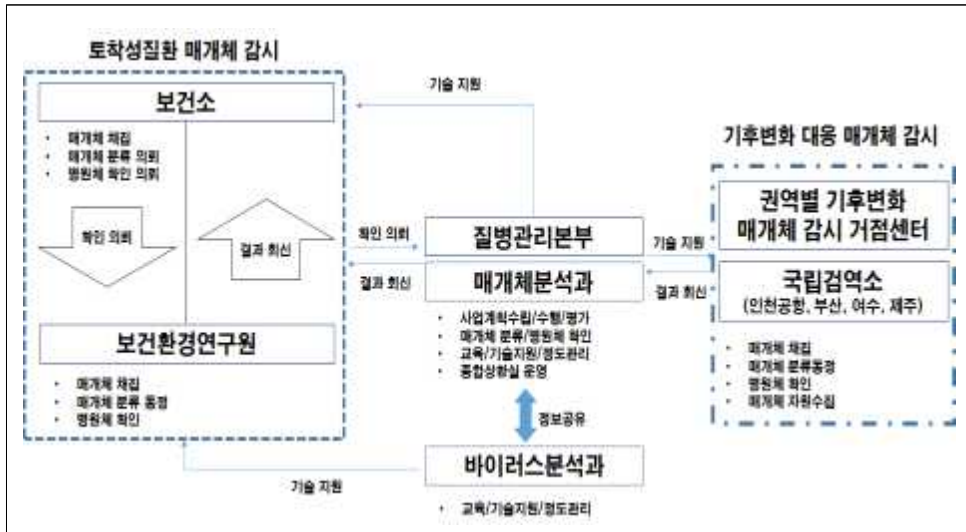 토착성질환 매개체 감시
보건소
• 매개체 채집
• 매개체 분류 의뢰
• 병원체 확인 의뢰
확인 의뢰
결과 회신
보건환경연구원
• 매개체 채집
• 매개체 분류 동정
• 병원체 확인
기술 지원
확인 의뢰
결과 회신
질병관리본부
매개체분석과
• 사업계획수립/수행/평가
• 매개체 분류/병원체 확인
• 교육/기술지원/정도관리
• 종합상황실 운영
정보공유
바이러스분석과
• 교육/기술지원/정도관리
기술 지원
기술 지원
결과 회신
기후변화 대응 매개체 감시
권역별 기후변화
매개체 감시 거점센터
국립검역소
(인천공항, 부산, 여수, 제주)
• 매개체 채집
• 매개체 분류동정
• 병원체 확인
• 매개체 자원수집